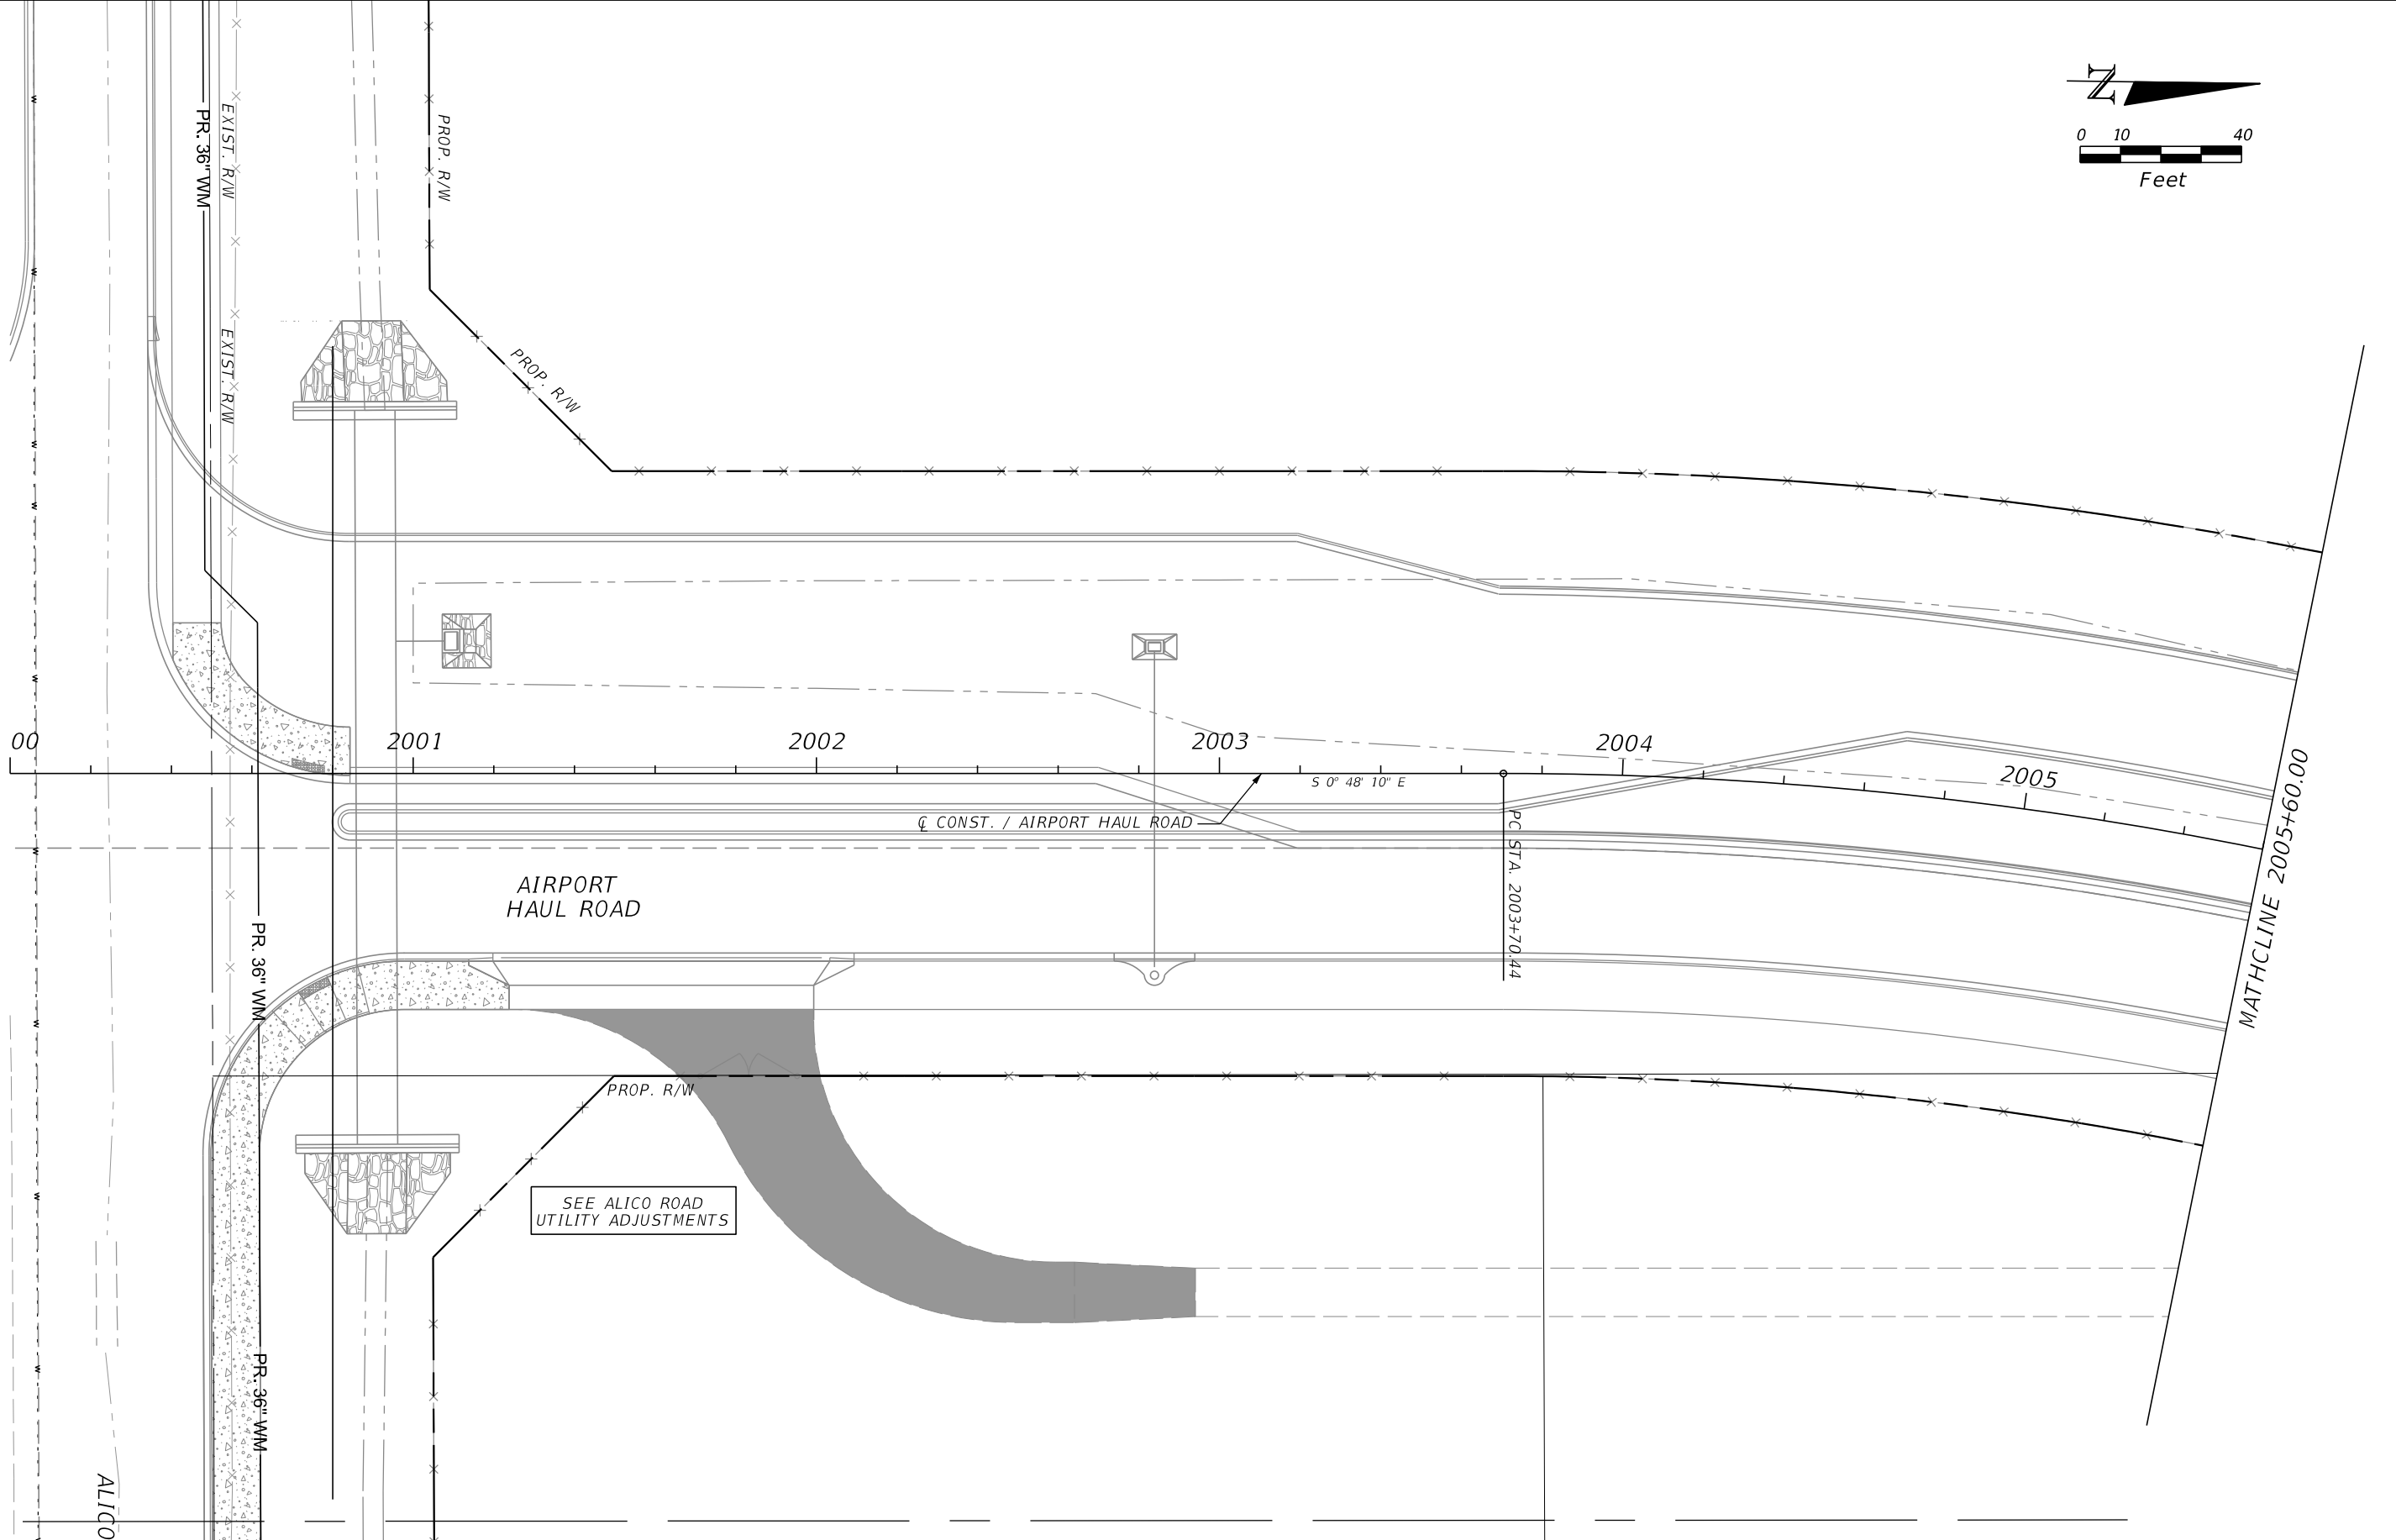 N
0 10 40
Feet
PR. 36" WM
EXIST. R/W
PROP. R/W
EXIST. R/W
PROP. R/W
00 2001 2002 2003 2004 2005
S 0° 48' 10" E
℄ CONST. / AIRPORT HAUL ROAD
PC STA. 2003+70.44
MATHCLINE 2005+60.00
AIRPORT
HAUL ROAD
PR. 36" WM
PROP. R/W
SEE ALICO ROAD
UTILITY ADJUSTMENTS
PR. 36" WM
ALICO